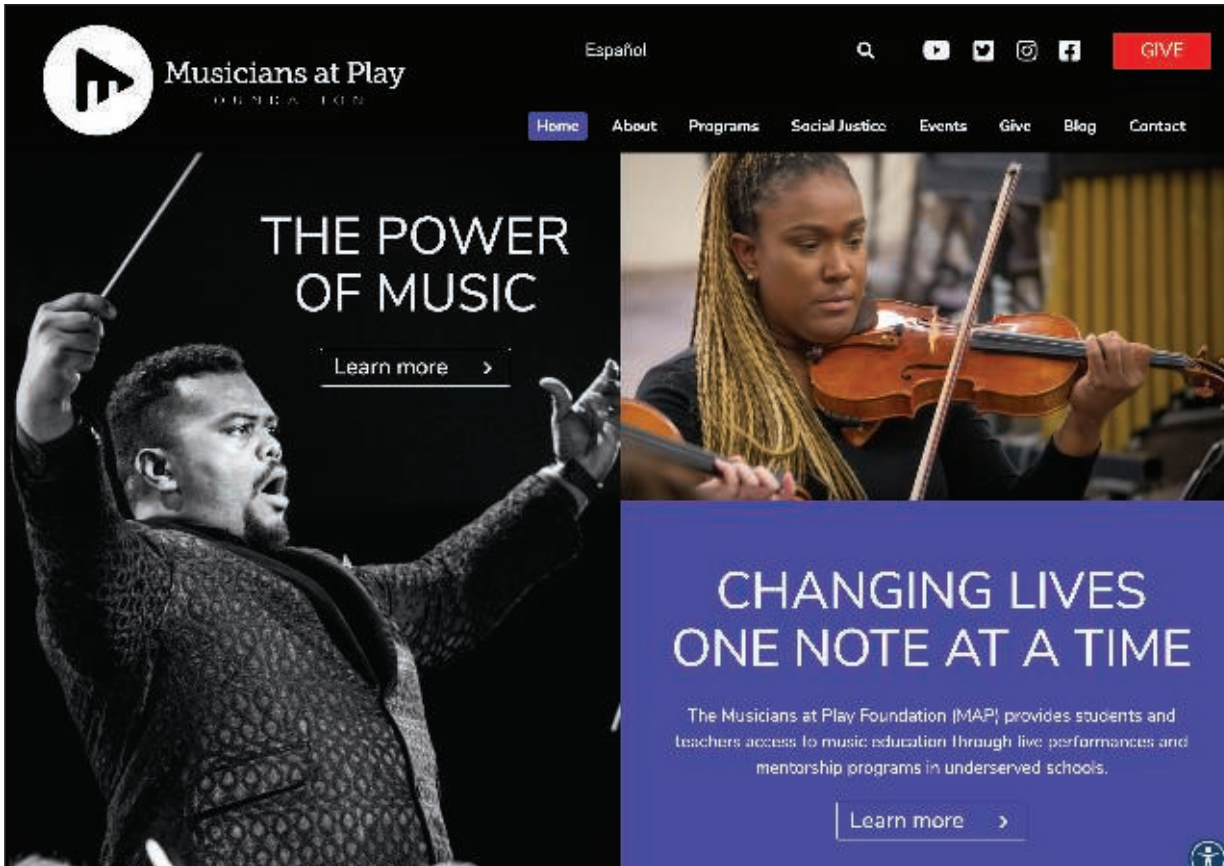 Español
GIVE
Musicians at Play
FOUNDATION
Home About Programs Social Justice Events Give Blog Contact
THE POWER
OF MUSIC
Learn more >
CHANGING LIVES
ONE NOTE AT A TIME
The Musicians at Play Foundation (MAP) provides students and
teachers access to music education through live performances and
mentorship programs in underserved schools.
Learn more >